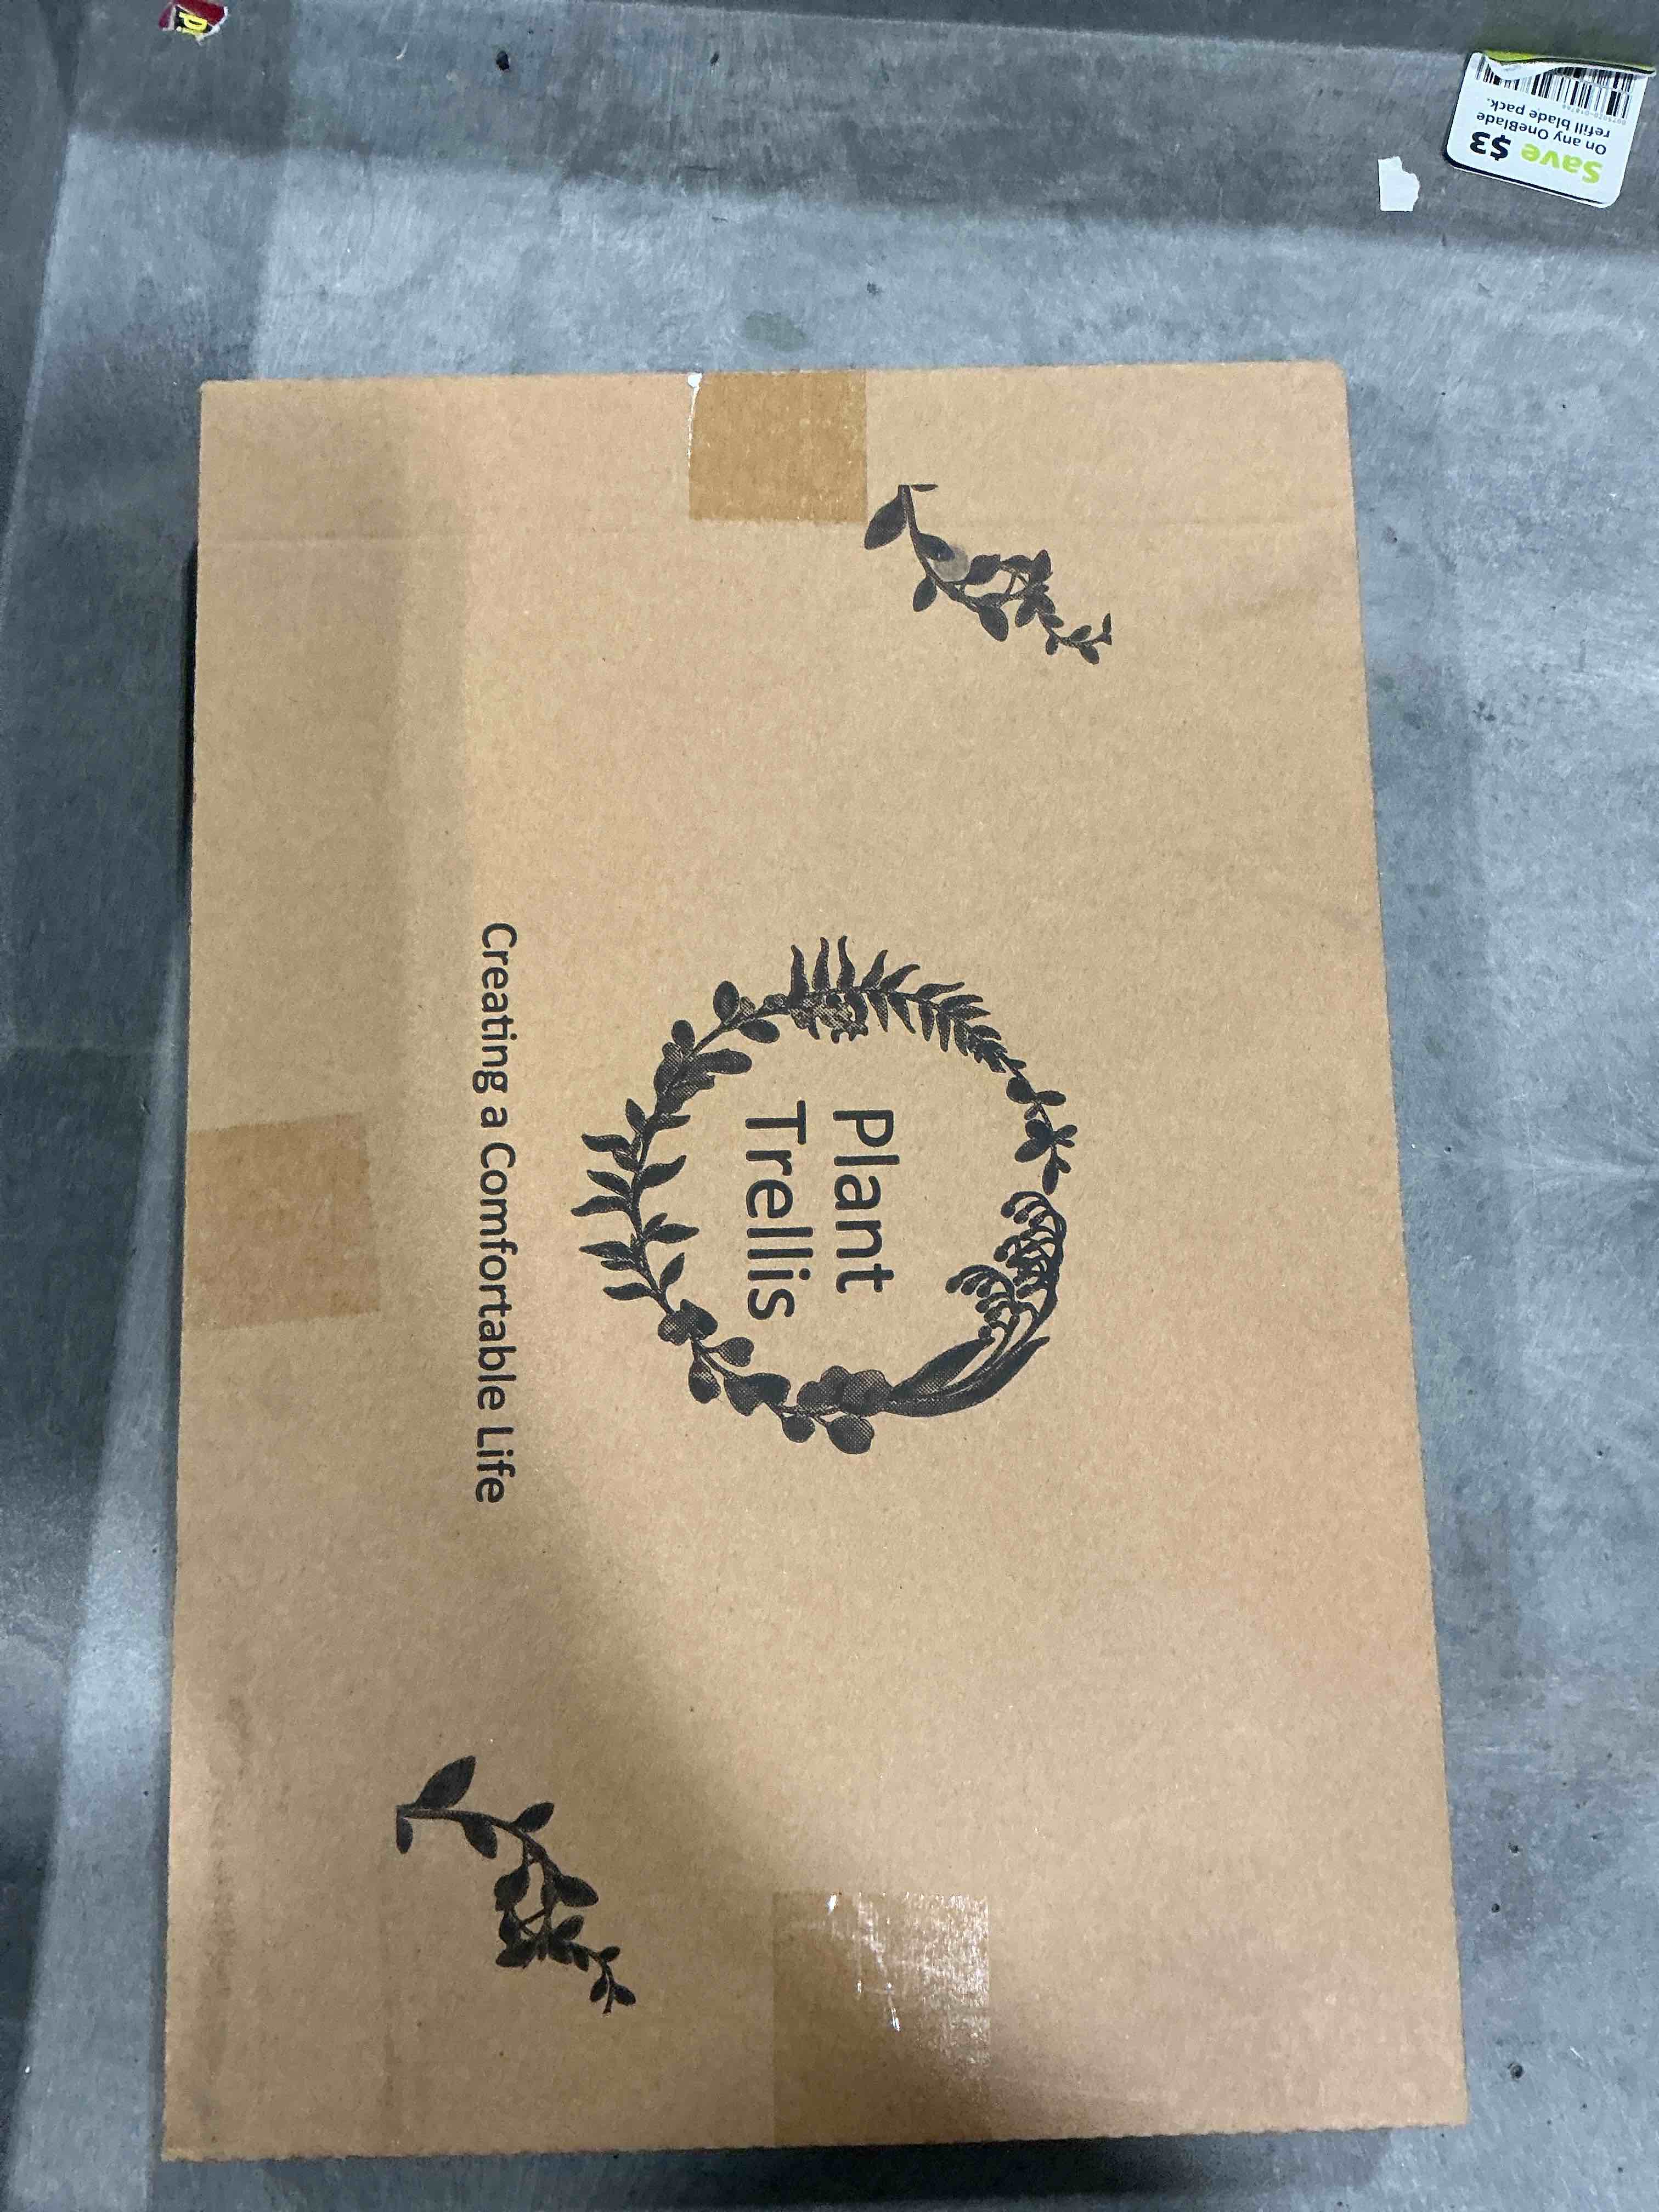 Plant
Trellis
Creating a Comfortable Life
Save $3
On any OneBlade
refill blade pack.